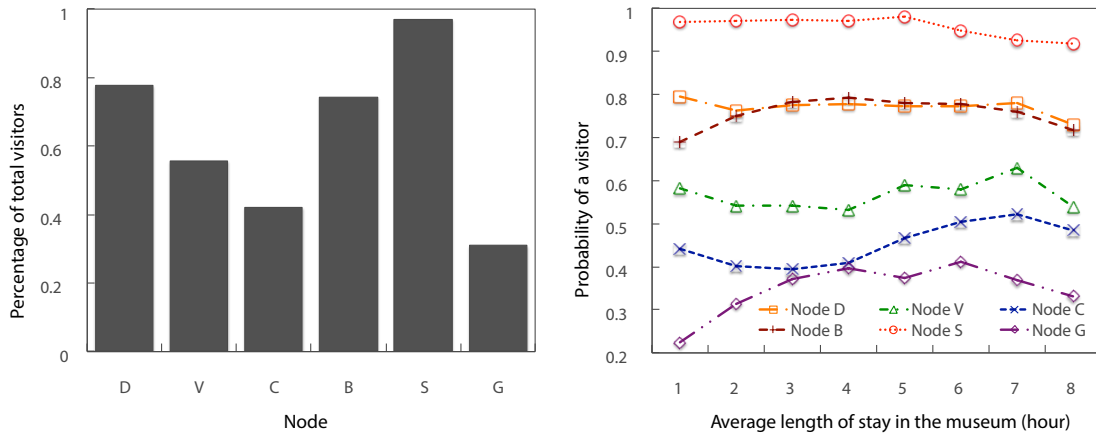 Percentage of total visitors
1
0.8
0.6
0.4
0.2
0
D V C B S G
Node
Probability of a visitor
1
0.9
0.8
0.7
0.6
0.5
0.4
0.3
0.2
Node D Node V Node C
Node B Node S Node G
1 2 3 4 5 6 7 8
Average length of stay in the museum (hour)